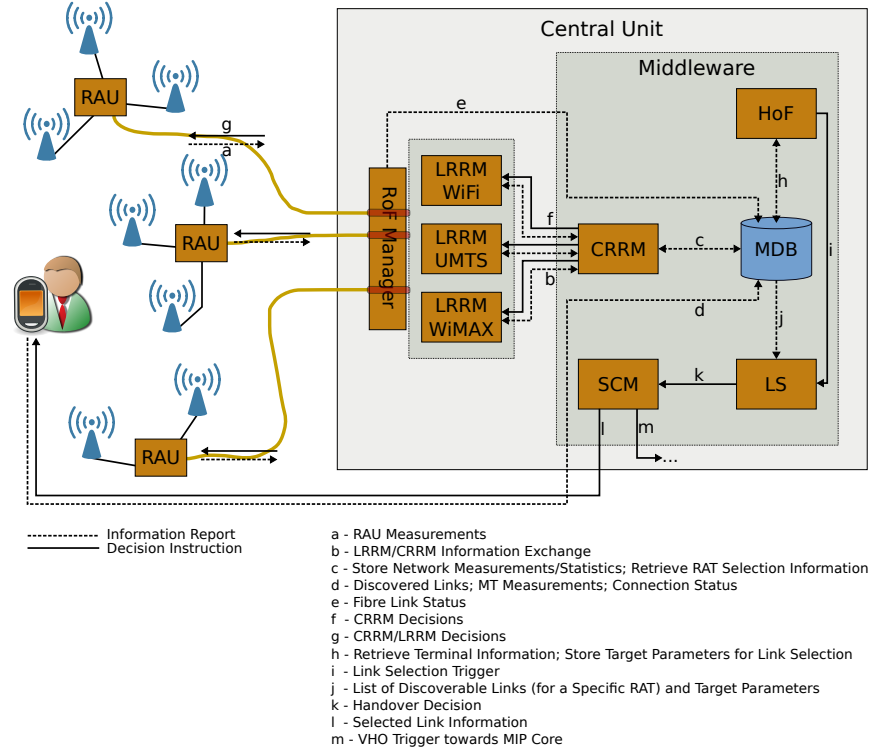 Central Unit
Middleware
RAU
HoF
g
a
e
LRRM
WiFi
h
RoF Manager
f
RAU
LRRM
UMTS
CRRM
c
MDB
i
b
d
LRRM
WiMAX
j
SCM
k
LS
RAU
l
m
...
Information Report
Decision Instruction
a - RAU Measurements
b - LRRM/CRRM Information Exchange
c - Store Network Measurements/Statistics; Retrieve RAT Selection Information
d - Discovered Links; MT Measurements; Connection Status
e - Fibre Link Status
f - CRRM Decisions
g - CRRM/LRRM Decisions
h - Retrieve Terminal Information; Store Target Parameters for Link Selection
i - Link Selection Trigger
j - List of Discoverable Links (for a Specific RAT) and Target Parameters
k - Handover Decision
l - Selected Link Information
m - VHO Trigger towards MIP Core